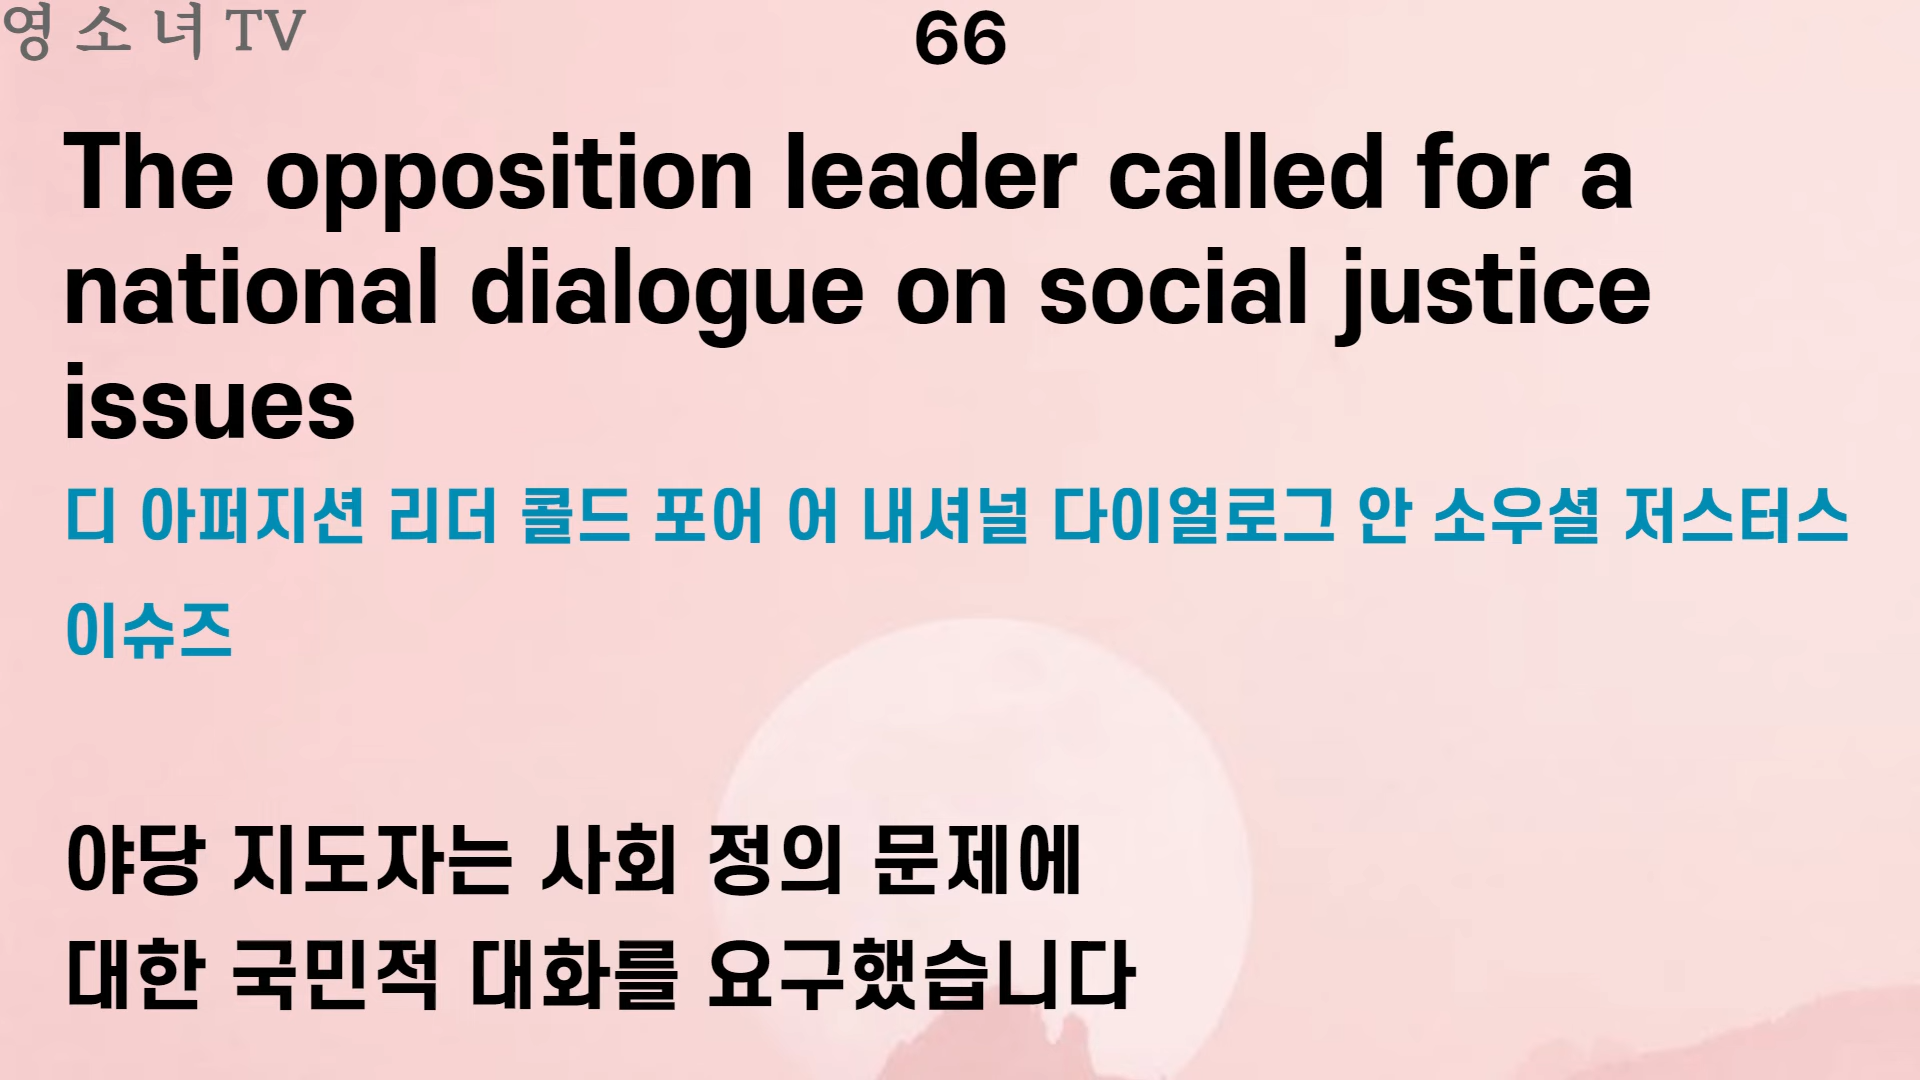 영소녀TV
66
The opposition leader called for a
national dialogue on social justice
issues
디 아퍼지션 리더 콜드 포어 어 내셔널 다이얼로그 안 소우셜 저스터스
이슈즈
야당 지도자는 사회 정의 문제에
대한 국민적 대화를 요구했습니다